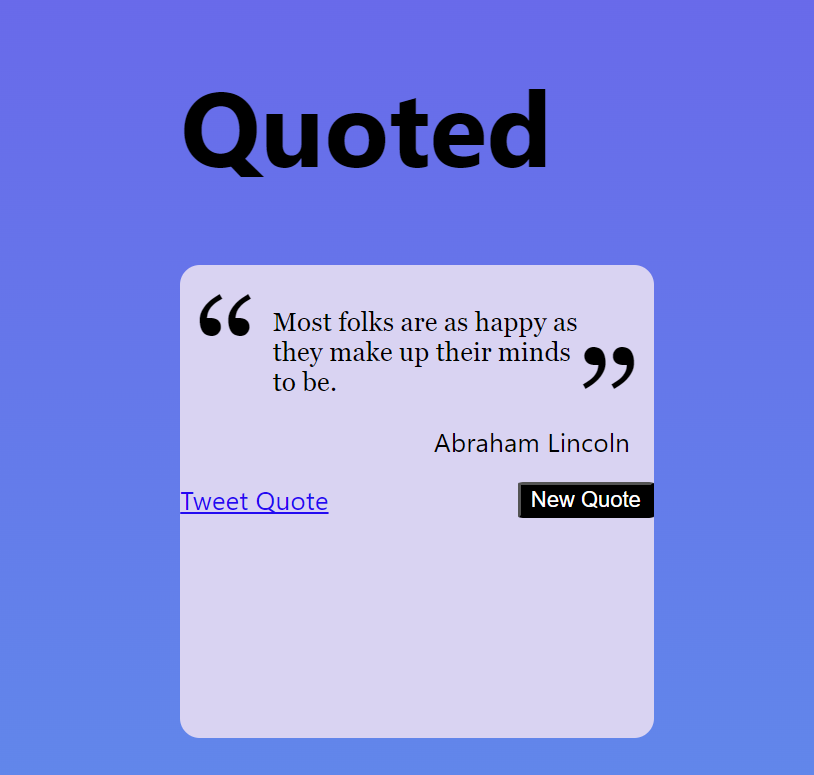 Quoted
“ Most folks are as happy as
they make up their minds ”
to be.
Abraham Lincoln
Tweet Quote
New Quote